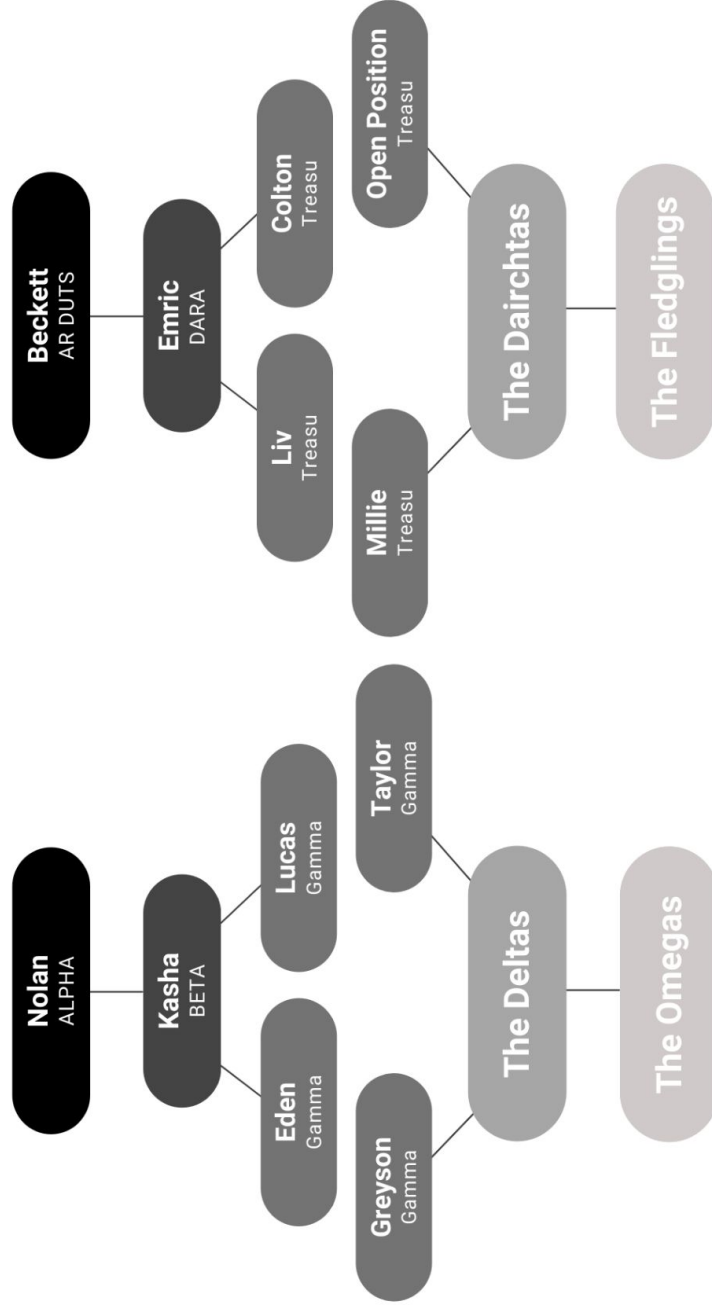 Nolan
ALPHA
Kasha
BETA
Eden
Gamma
Lucas
Gamma
Greyson
Gamma
Taylor
Gamma
The Deltas
The Omegas
Beckett
AR DUTS
Emric
DARA
Liv
Treasu
Colton
Treasu
Millie
Treasu
Open Position
Treasu
The Dairchtas
The Fledglings